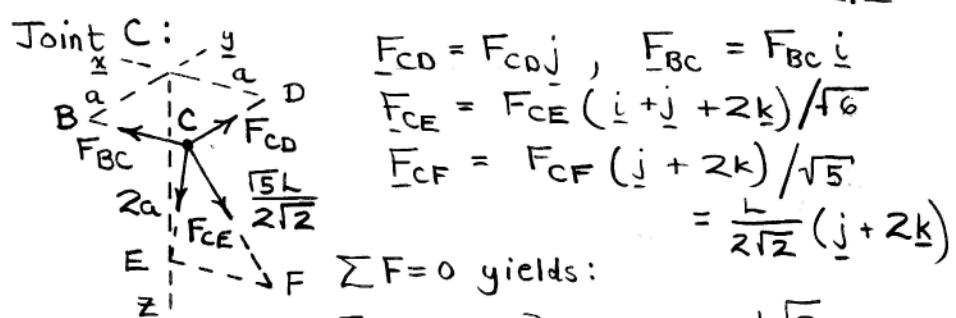 Joint C:
x y
a a
B C D
F_BC F_CD
2a √5L/2√2
F_CE
E F
z
F_CD = F_CD j , F_BC = F_BC i
F_CE = F_CE (i + j + 2k)/√6
F_CF = F_CF (j + 2k)/√5
= L/2√2 (j + 2k)
ΣF=0 yields: